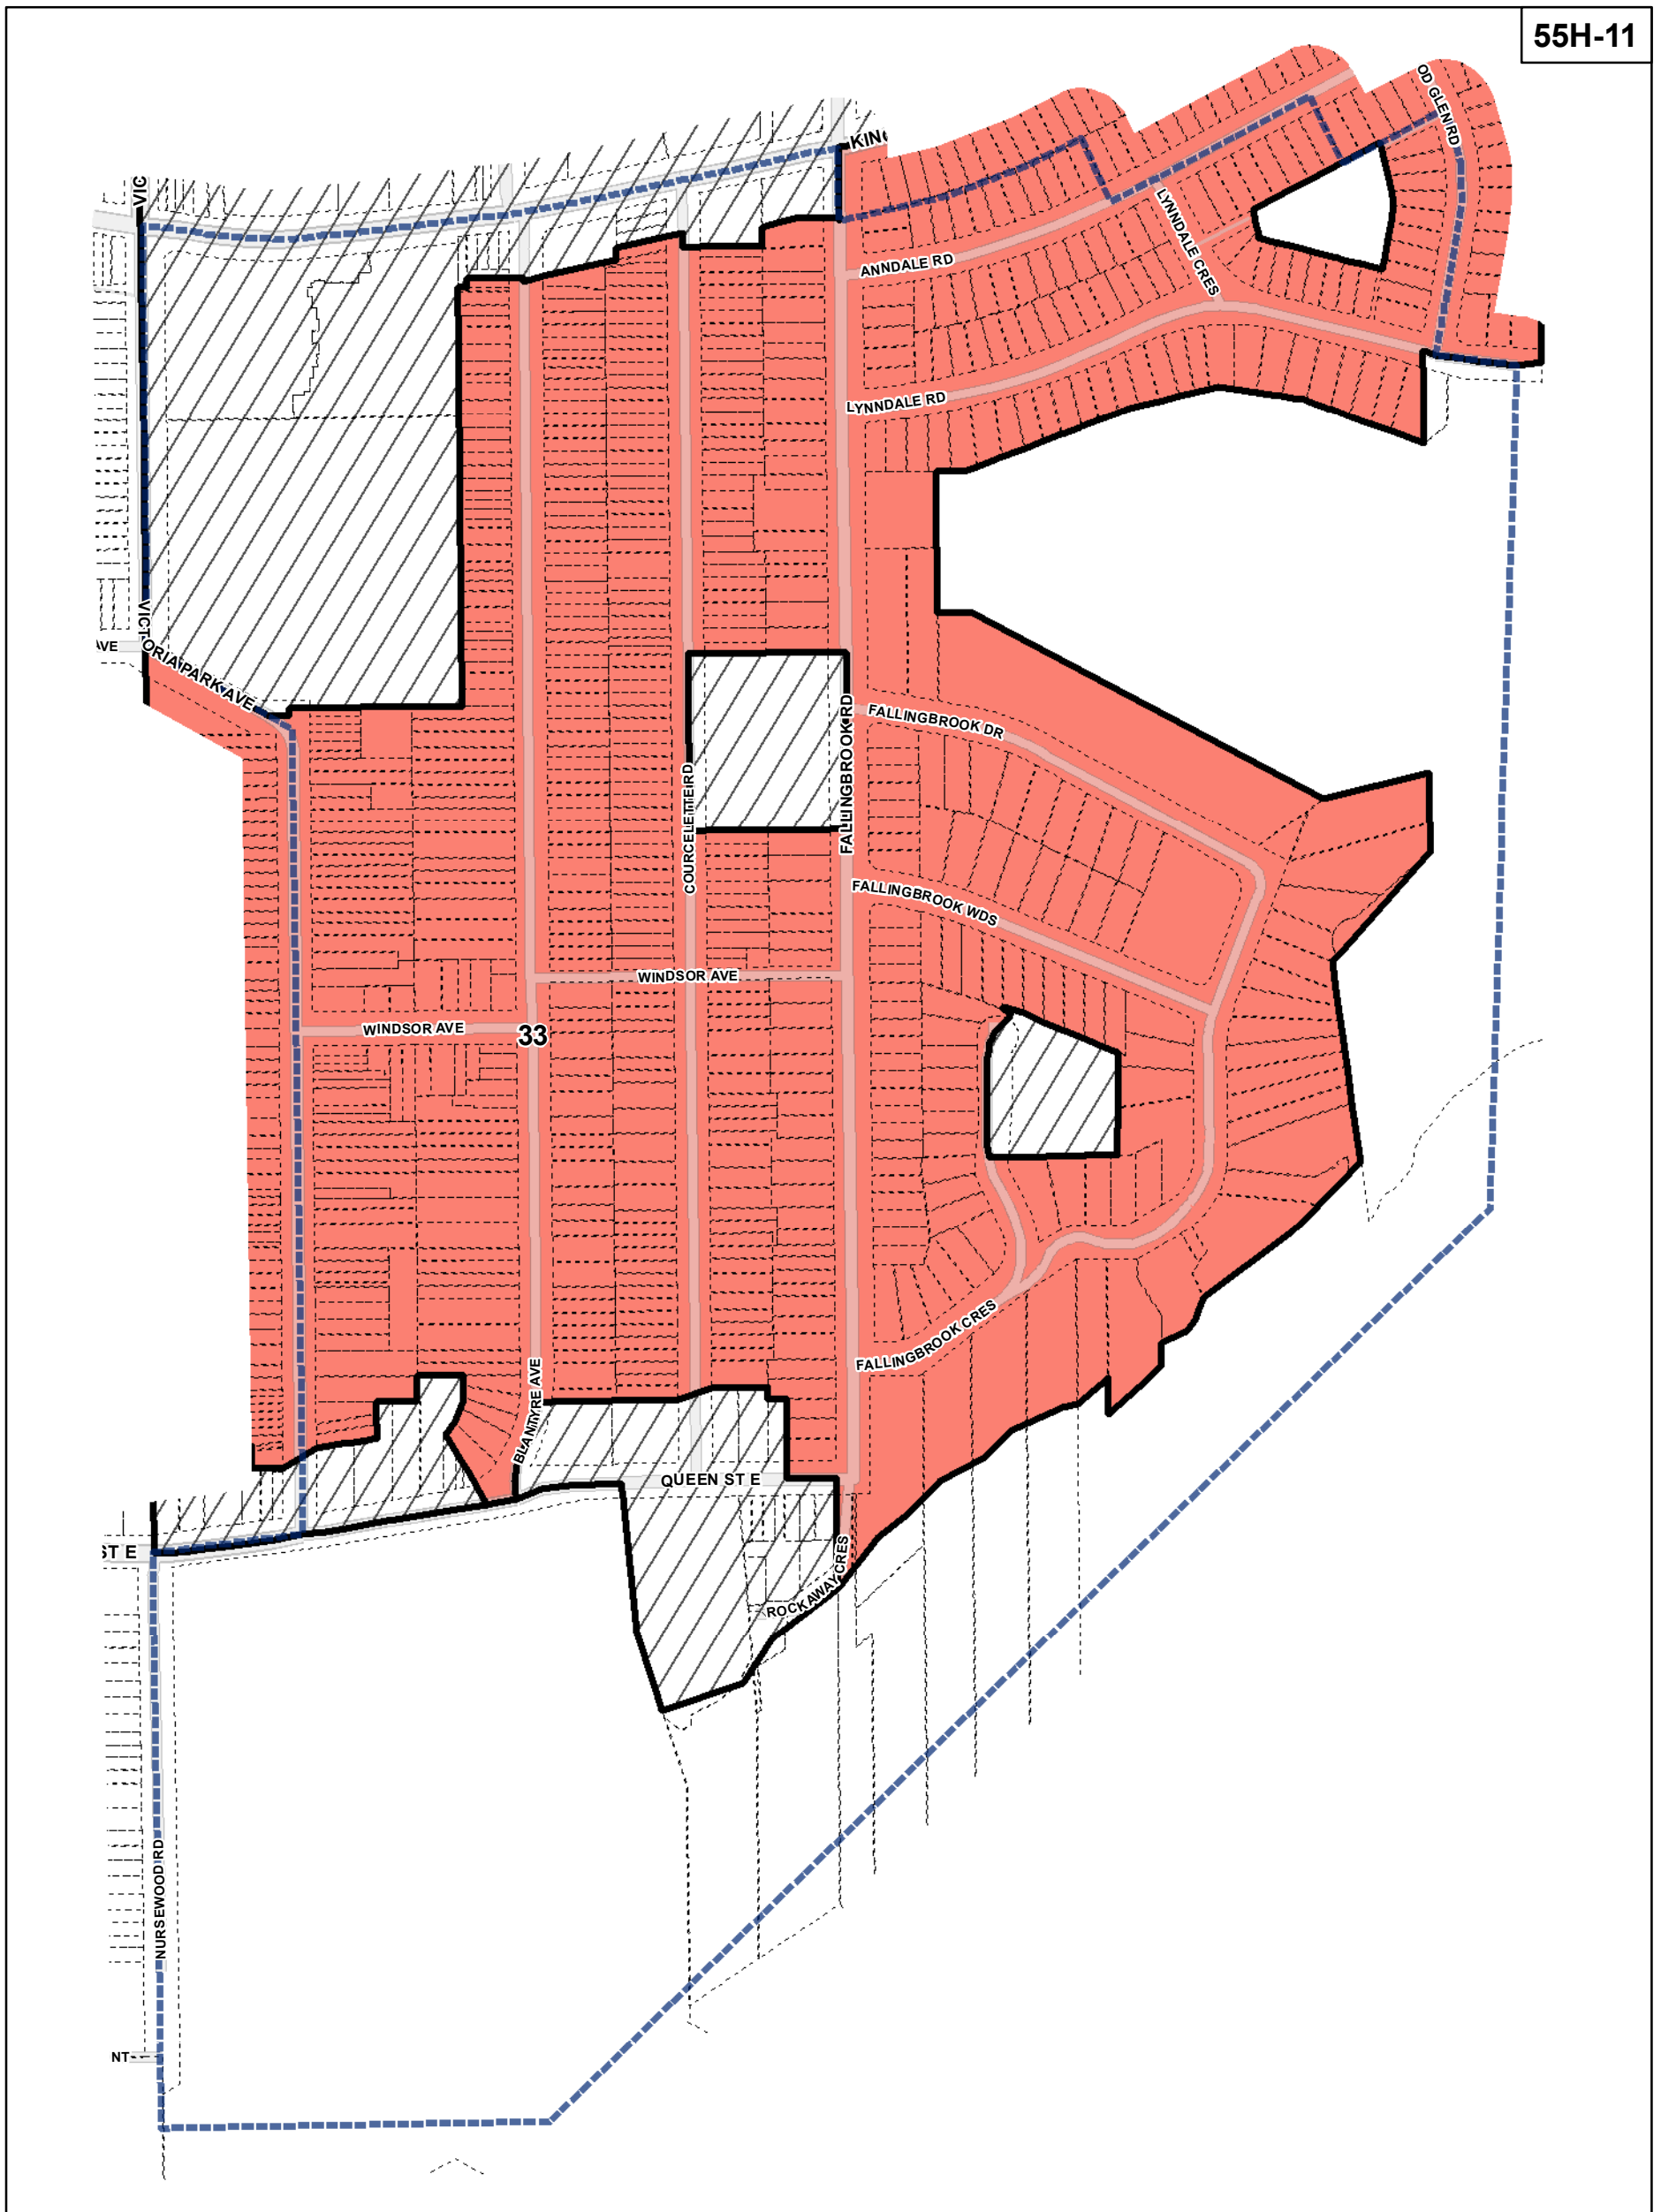 55H-11
OD GLEN RD
KIN
VIC
LYNNDALE CRES
ANNDALE RD
LYNNDALE RD
VICTORIA PARK AVE
AVE
FALLINGBROOK RD
FALLINGBROOK DR
COURCELETTE RD
FALLINGBROOK WDS
WINDSOR AVE
WINDSOR AVE
33
FALLINGBROOK CRES
BLANTYRE AVE
QUEEN ST E
ST E
ROCKAWAY CRES
NURSEWOOD RD
NT